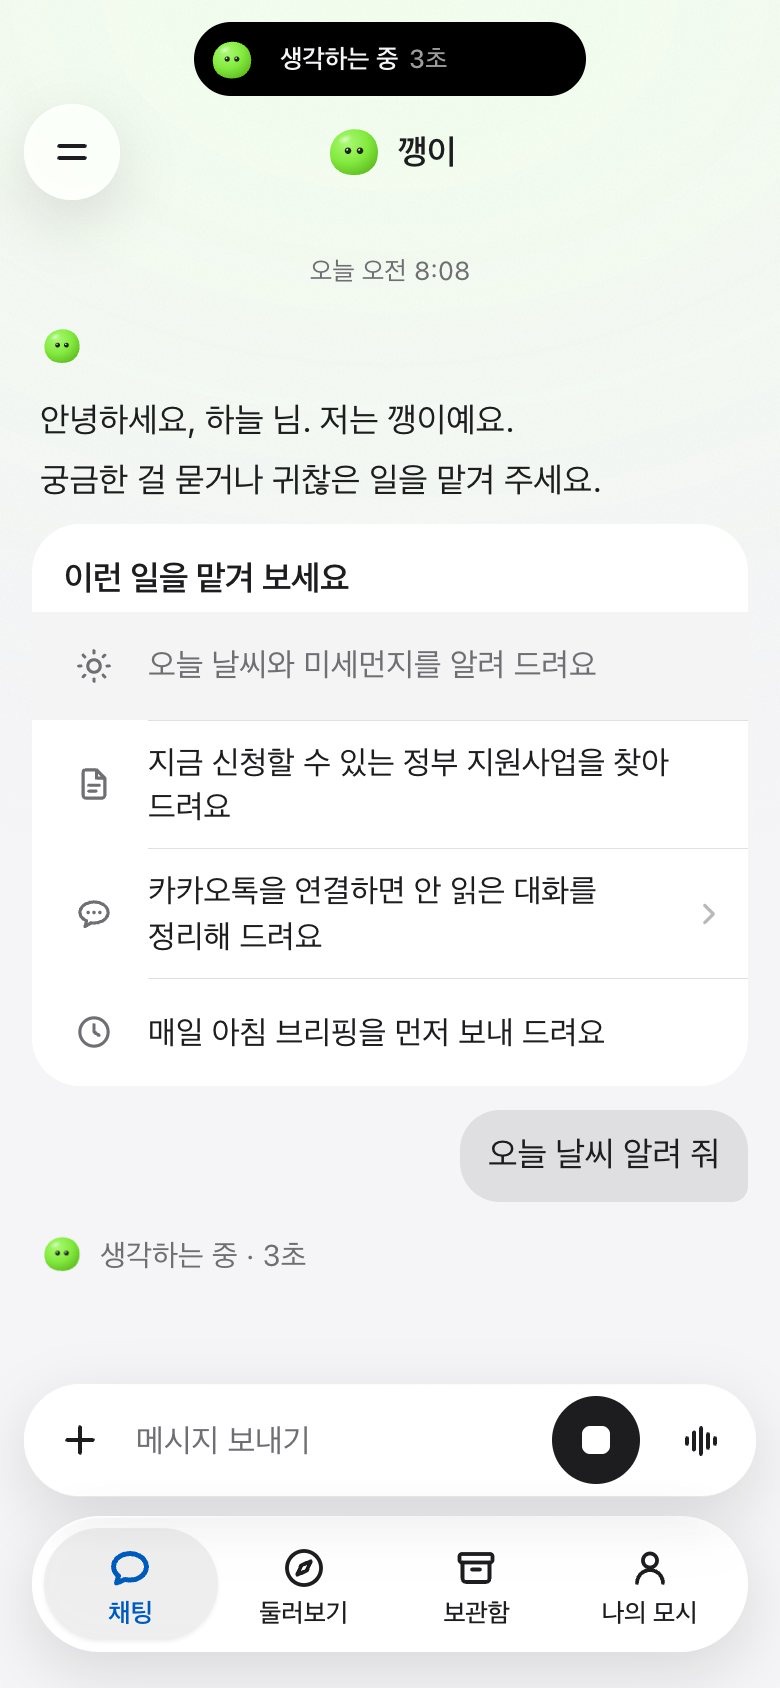 생각하는 중 3초
깽이
오늘 오전 8:08
안녕하세요, 하늘 님. 저는 깽이예요.
궁금한 걸 묻거나 귀찮은 일을 맡겨 주세요.
이런 일을 맡겨 보세요
오늘 날씨와 미세먼지를 알려 드려요
지금 신청할 수 있는 정부 지원사업을 찾아
드려요
카카오톡을 연결하면 안 읽은 대화를
정리해 드려요
매일 아침 브리핑을 먼저 보내 드려요
오늘 날씨 알려 줘
생각하는 중 · 3초
메시지 보내기
채팅
둘러보기
보관함
나의 모시